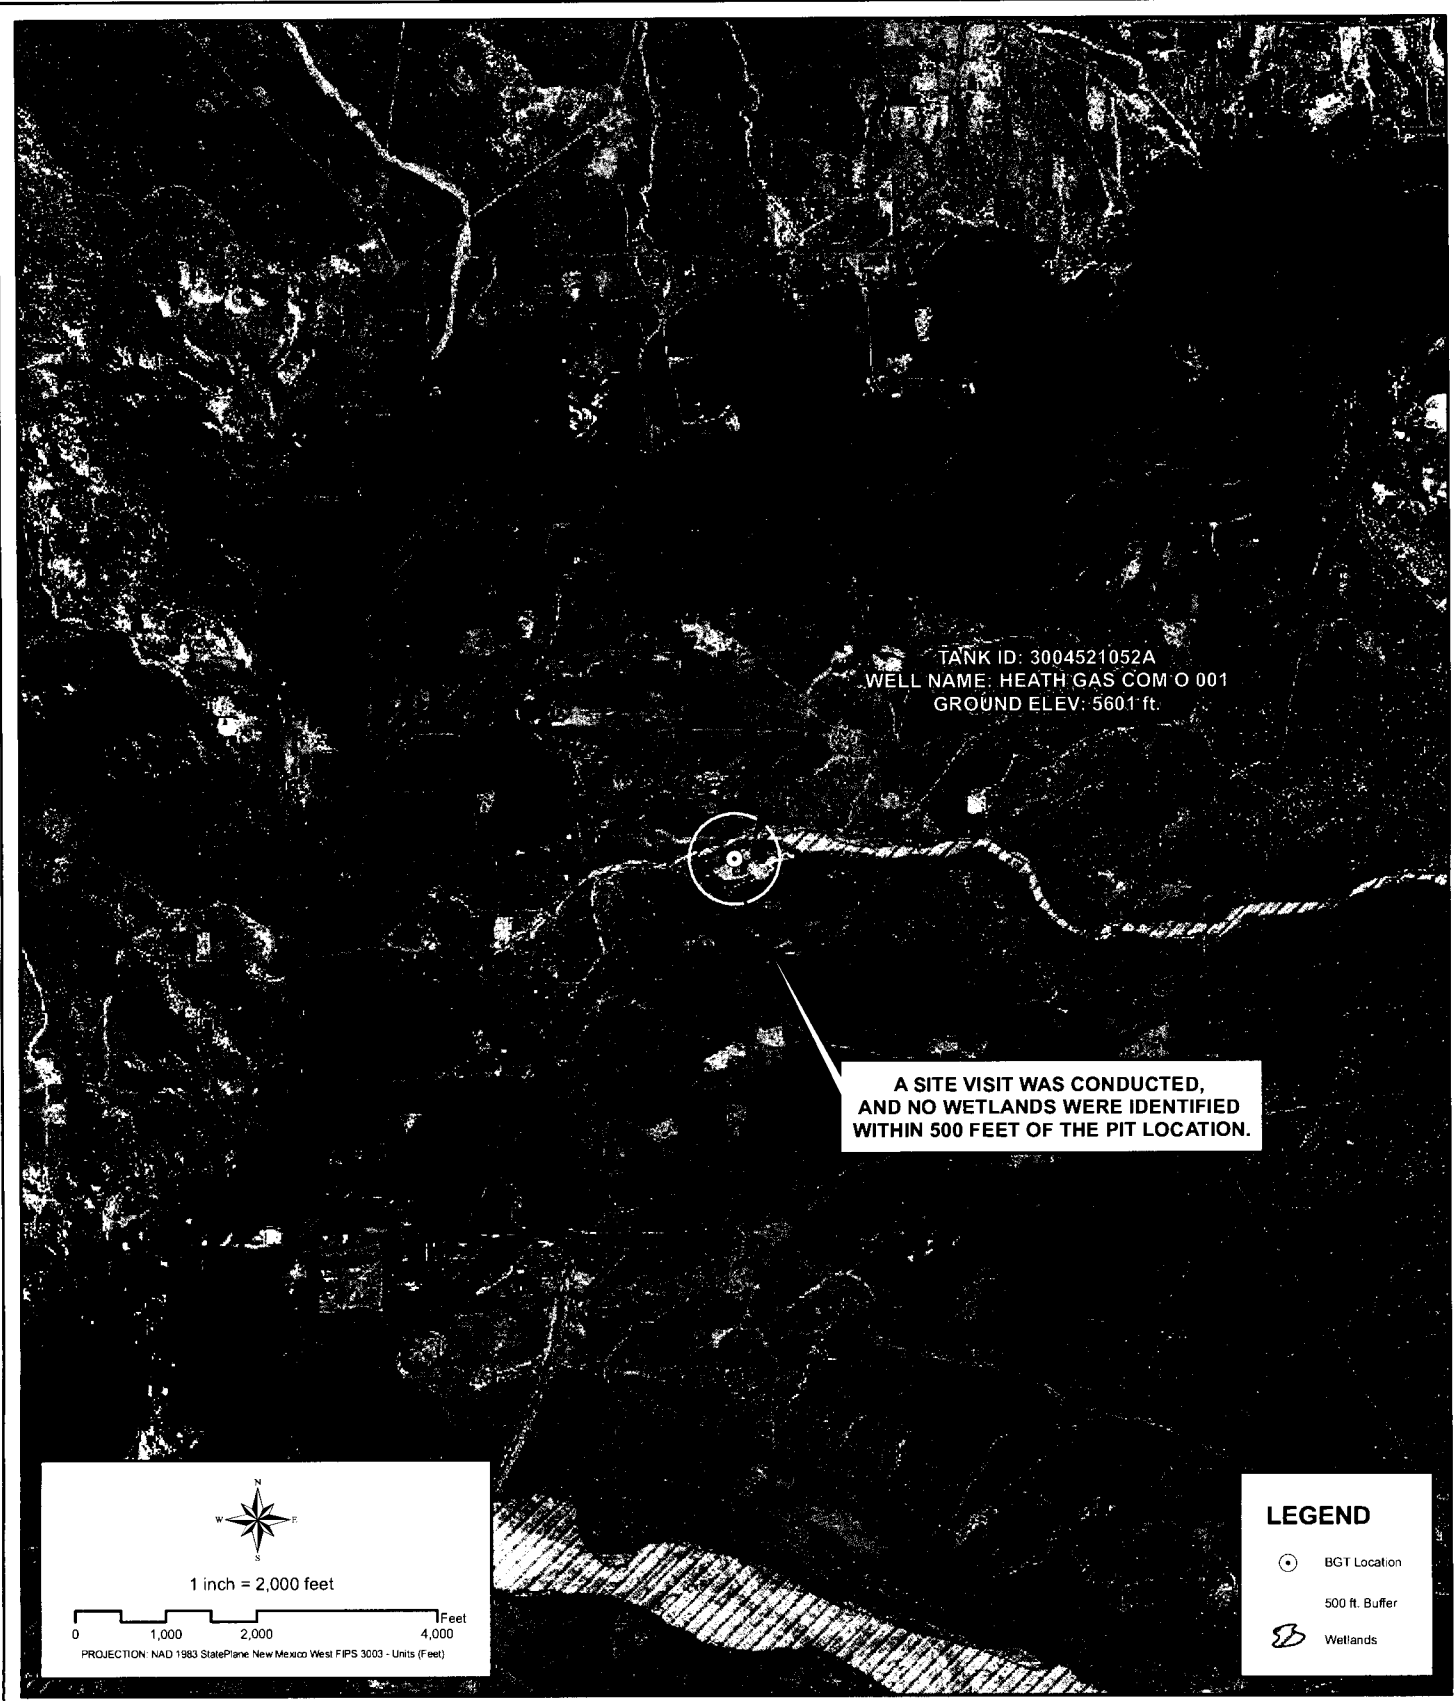 TANK ID: 3004521052A
WELL NAME: HEATH GAS COM O 001
GROUND ELEV: 5601 ft.
A SITE VISIT WAS CONDUCTED,
AND NO WETLANDS WERE IDENTIFIED
WITHIN 500 FEET OF THE PIT LOCATION.
N
W E
S
1 inch = 2,000 feet
Feet
0 1,000 2,000 4,000
PROJECTION: NAD 1983 StatePlane New Mexico West FIPS 3003 - Units (Feet)
LEGEND
BGT Location
500 ft. Buffer
Wetlands